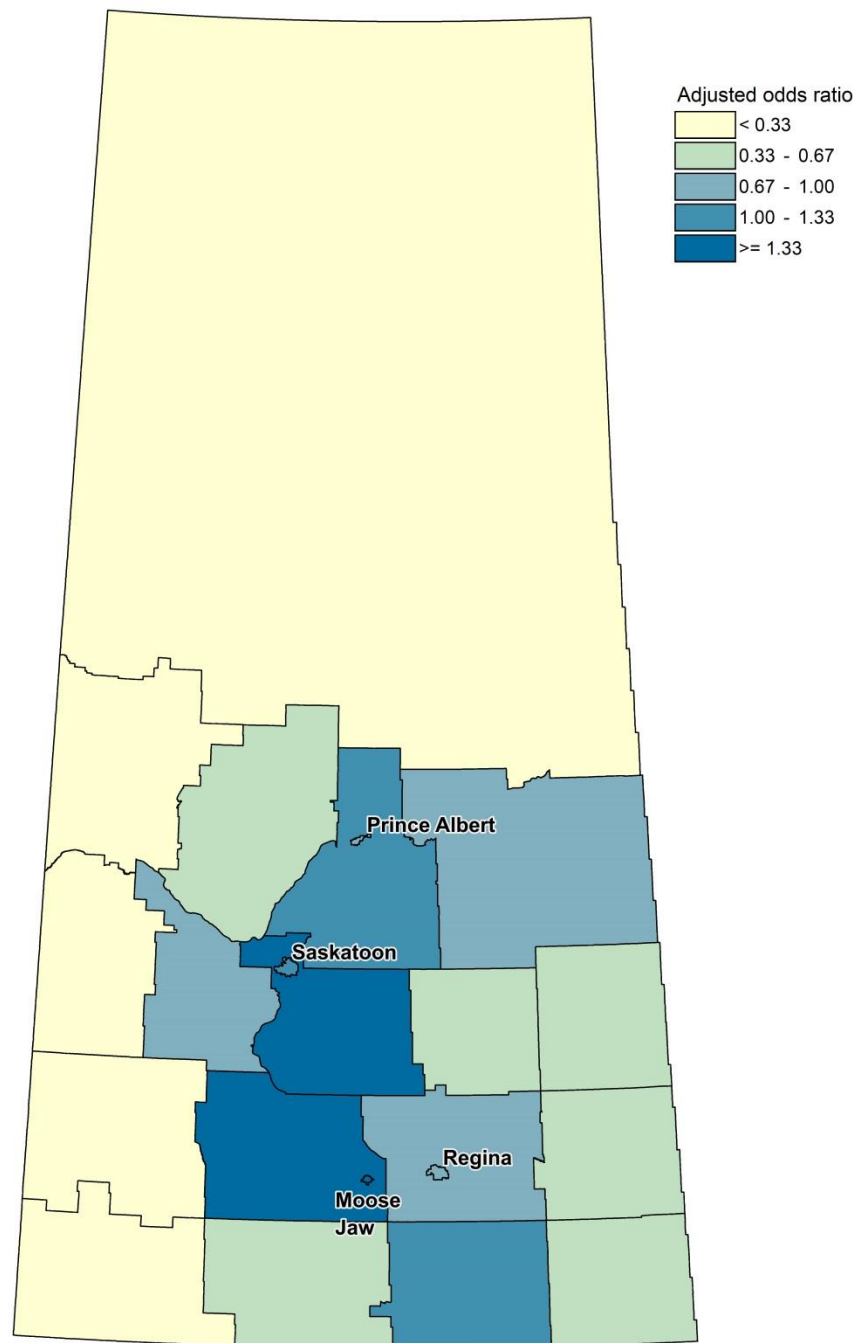 Adjusted odds ratio
< 0.33
0.33 - 0.67
0.67 - 1.00
1.00 - 1.33
>= 1.33
Prince Albert
Saskatoon
Regina
Moose
Jaw